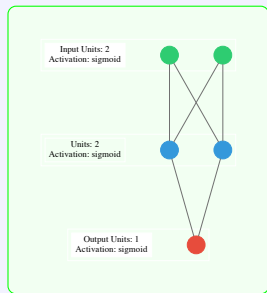 Input Units: 2
Activation: sigmoid
Units: 2
Activation: sigmoid
Output Units: 1
Activation: sigmoid